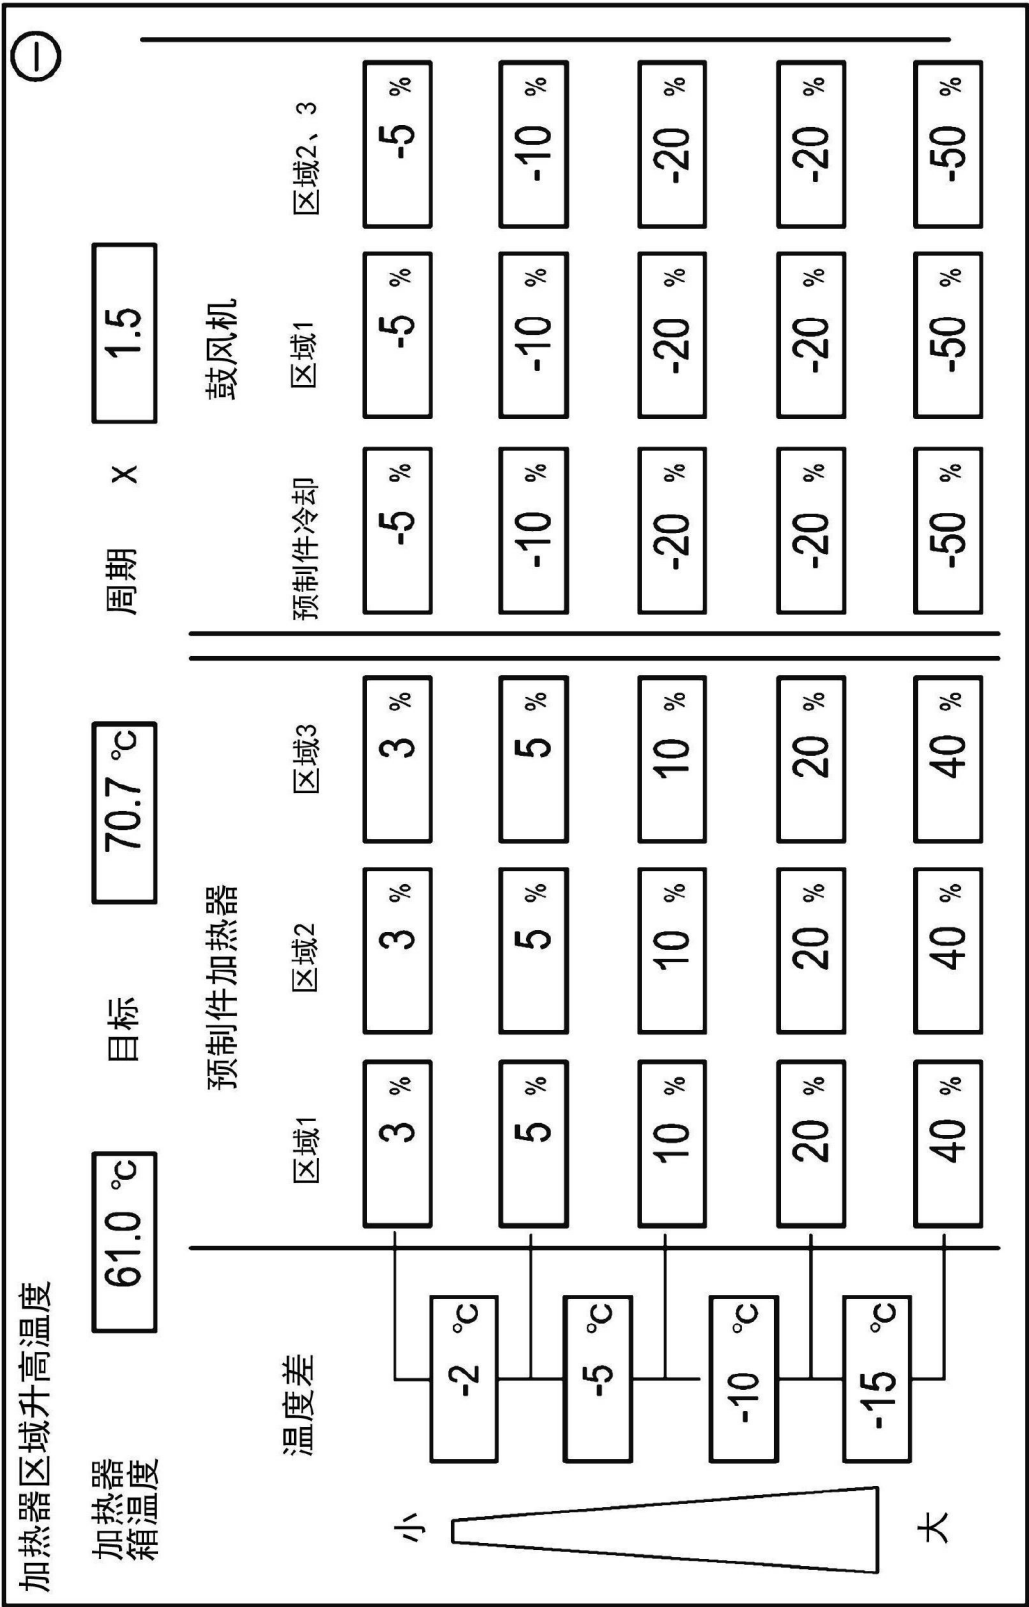 加热器区域升高温度
加热器
箱温度
61.0 °C
目标
70.7 °C
周期
X
1.5
预制件加热器
鼓风机
温度差
区域1
区域2
区域3
预制件冷却
区域1
区域2、3
小
3 %
3 %
3 %
-5 %
-5 %
-5 %
-2 °C
5 %
5 %
5 %
-10 %
-10 %
-10 %
-5 °C
10 %
10 %
10 %
-20 %
-20 %
-20 %
-10 °C
20 %
20 %
20 %
-20 %
-20 %
-20 %
-15 °C
大
40 %
40 %
40 %
-50 %
-50 %
-50 %